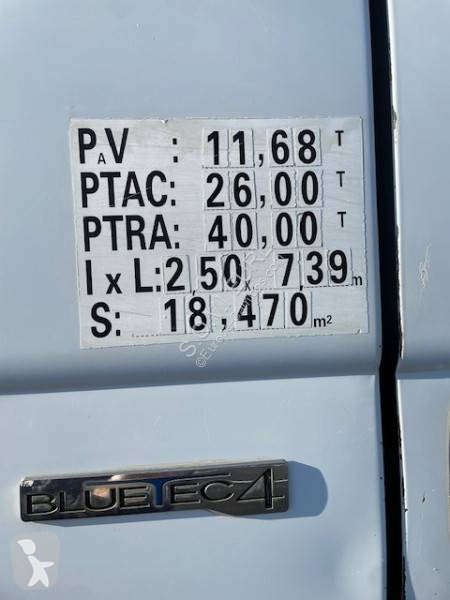 PAV : 11,68 T
PTAC: 26,00 T
PTRA: 40,00 T
l x L: 2,50 x 7,39 m
S: 18,470 m²
BLUETEC4